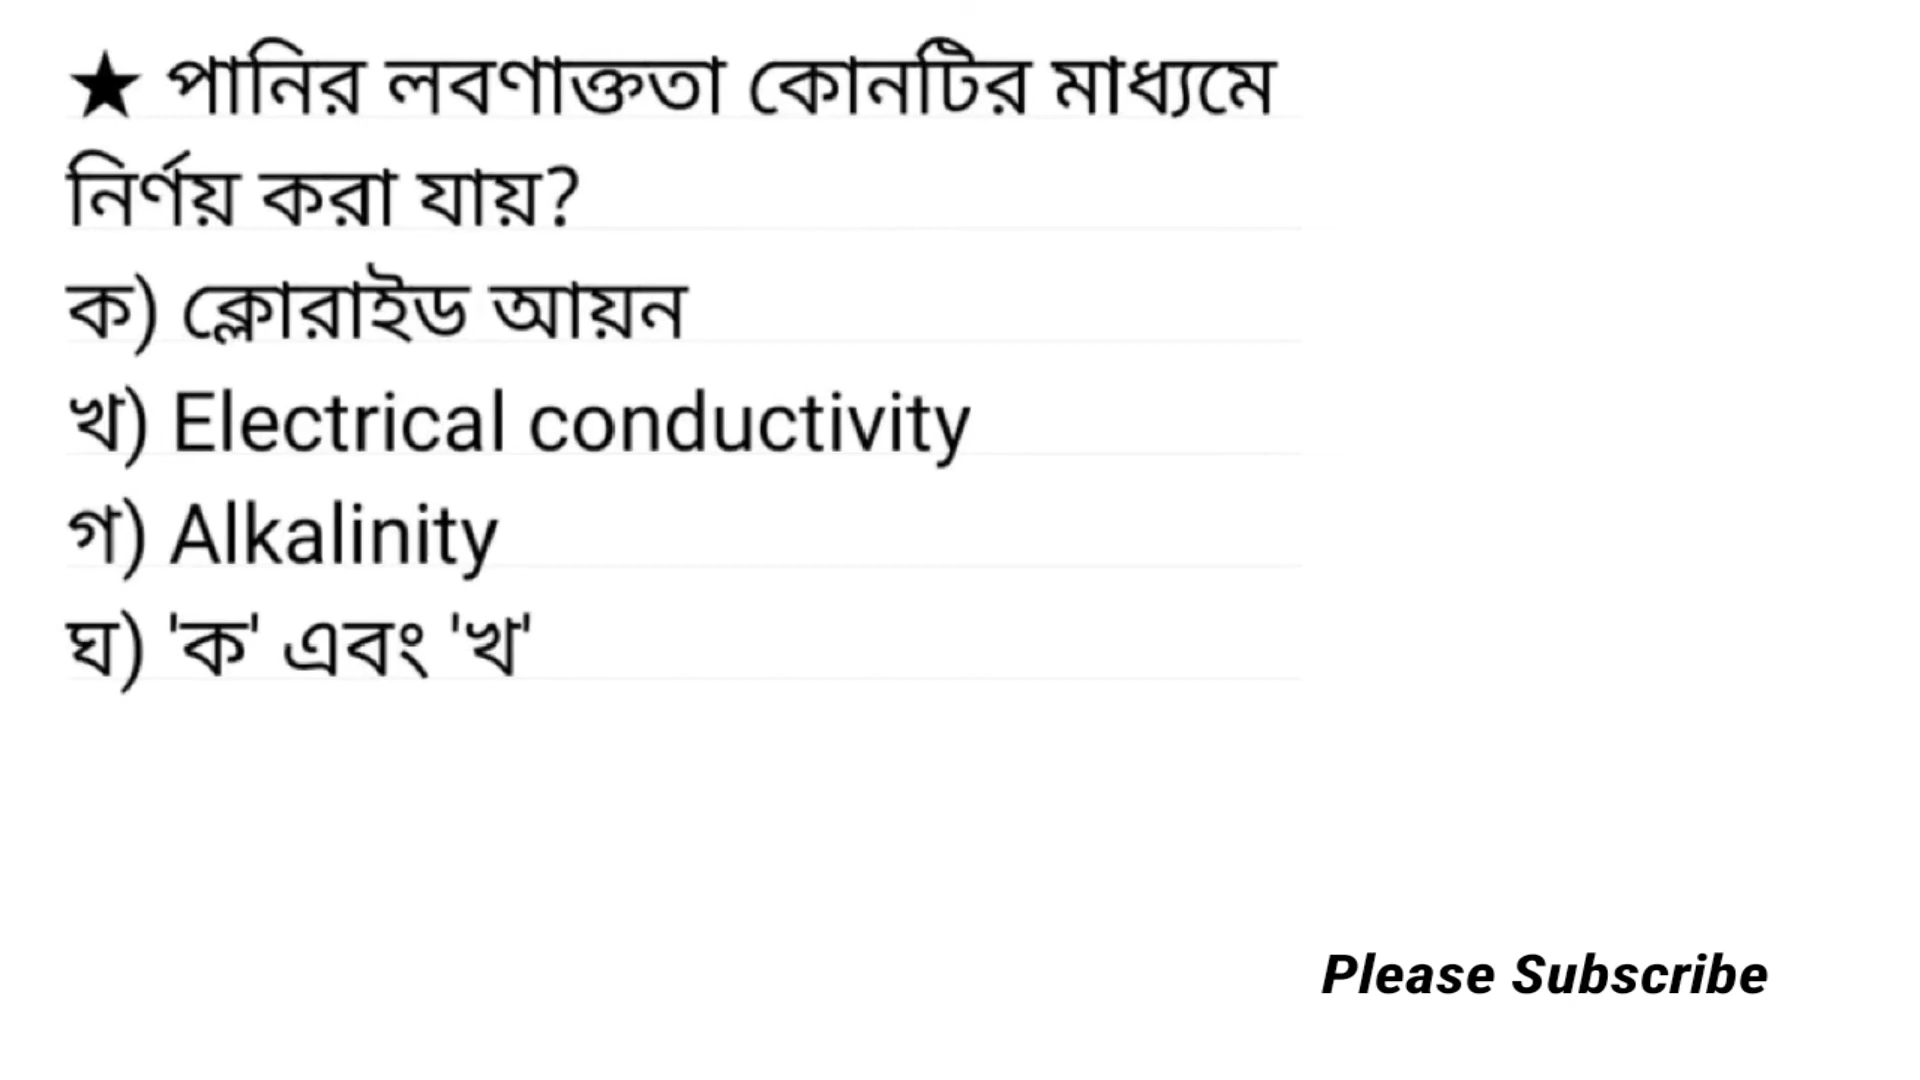 ★ পানির লবণাক্ততা কোনটির মাধ্যমে
নির্ণয় করা যায়?
ক) ক্লোরাইড আয়ন
খ) Electrical conductivity
গ) Alkalinity
ঘ) 'ক' এবং 'খ'
Please Subscribe